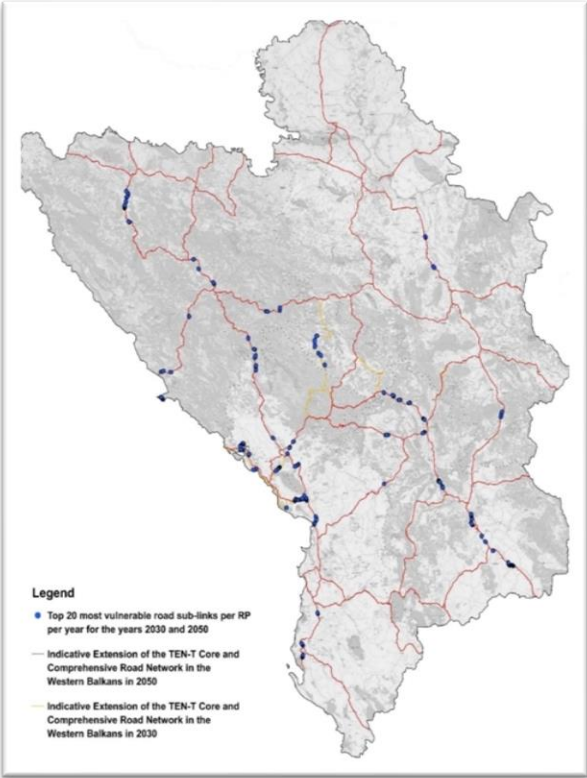 Legend
Top 20 most vulnerable road sub-links per RP
per year for the years 2030 and 2050
Indicative Extension of the TEN-T Core and
Comprehensive Road Network in the
Western Balkans in 2050
Indicative Extension of the TEN-T Core and
Comprehensive Road Network in the
Western Balkans in 2030